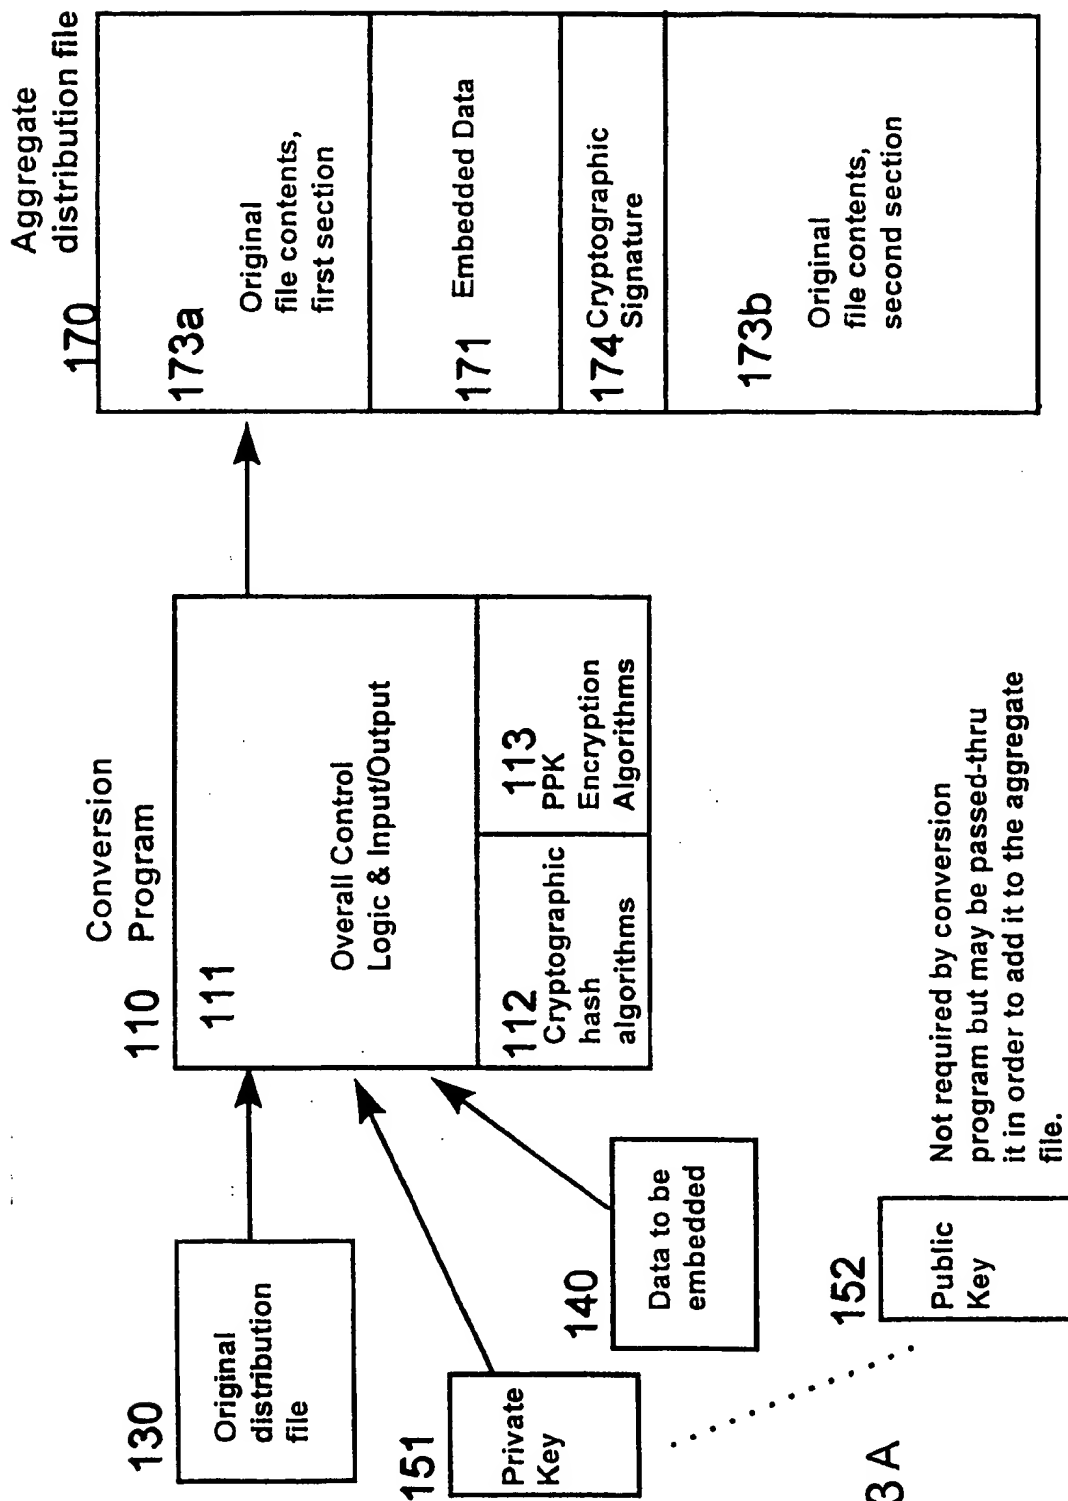 Aggregate
distribution file
170
173a
Original
file contents,
first section
171
Embedded Data
174 Cryptographic
Signature
173b
Original
file contents,
second section
Conversion
110 Program
111
Overall Control
Logic & Input/Output
112
Cryptographic
hash
algorithms
113
PPK
Encryption
Algorithms
130
Original
distribution
file
151
Private
Key
140
Data to be
embedded
152
Public
Key
Not required by conversion
program but may be passed-thru
it in order to add it to the aggregate
file.
3 A